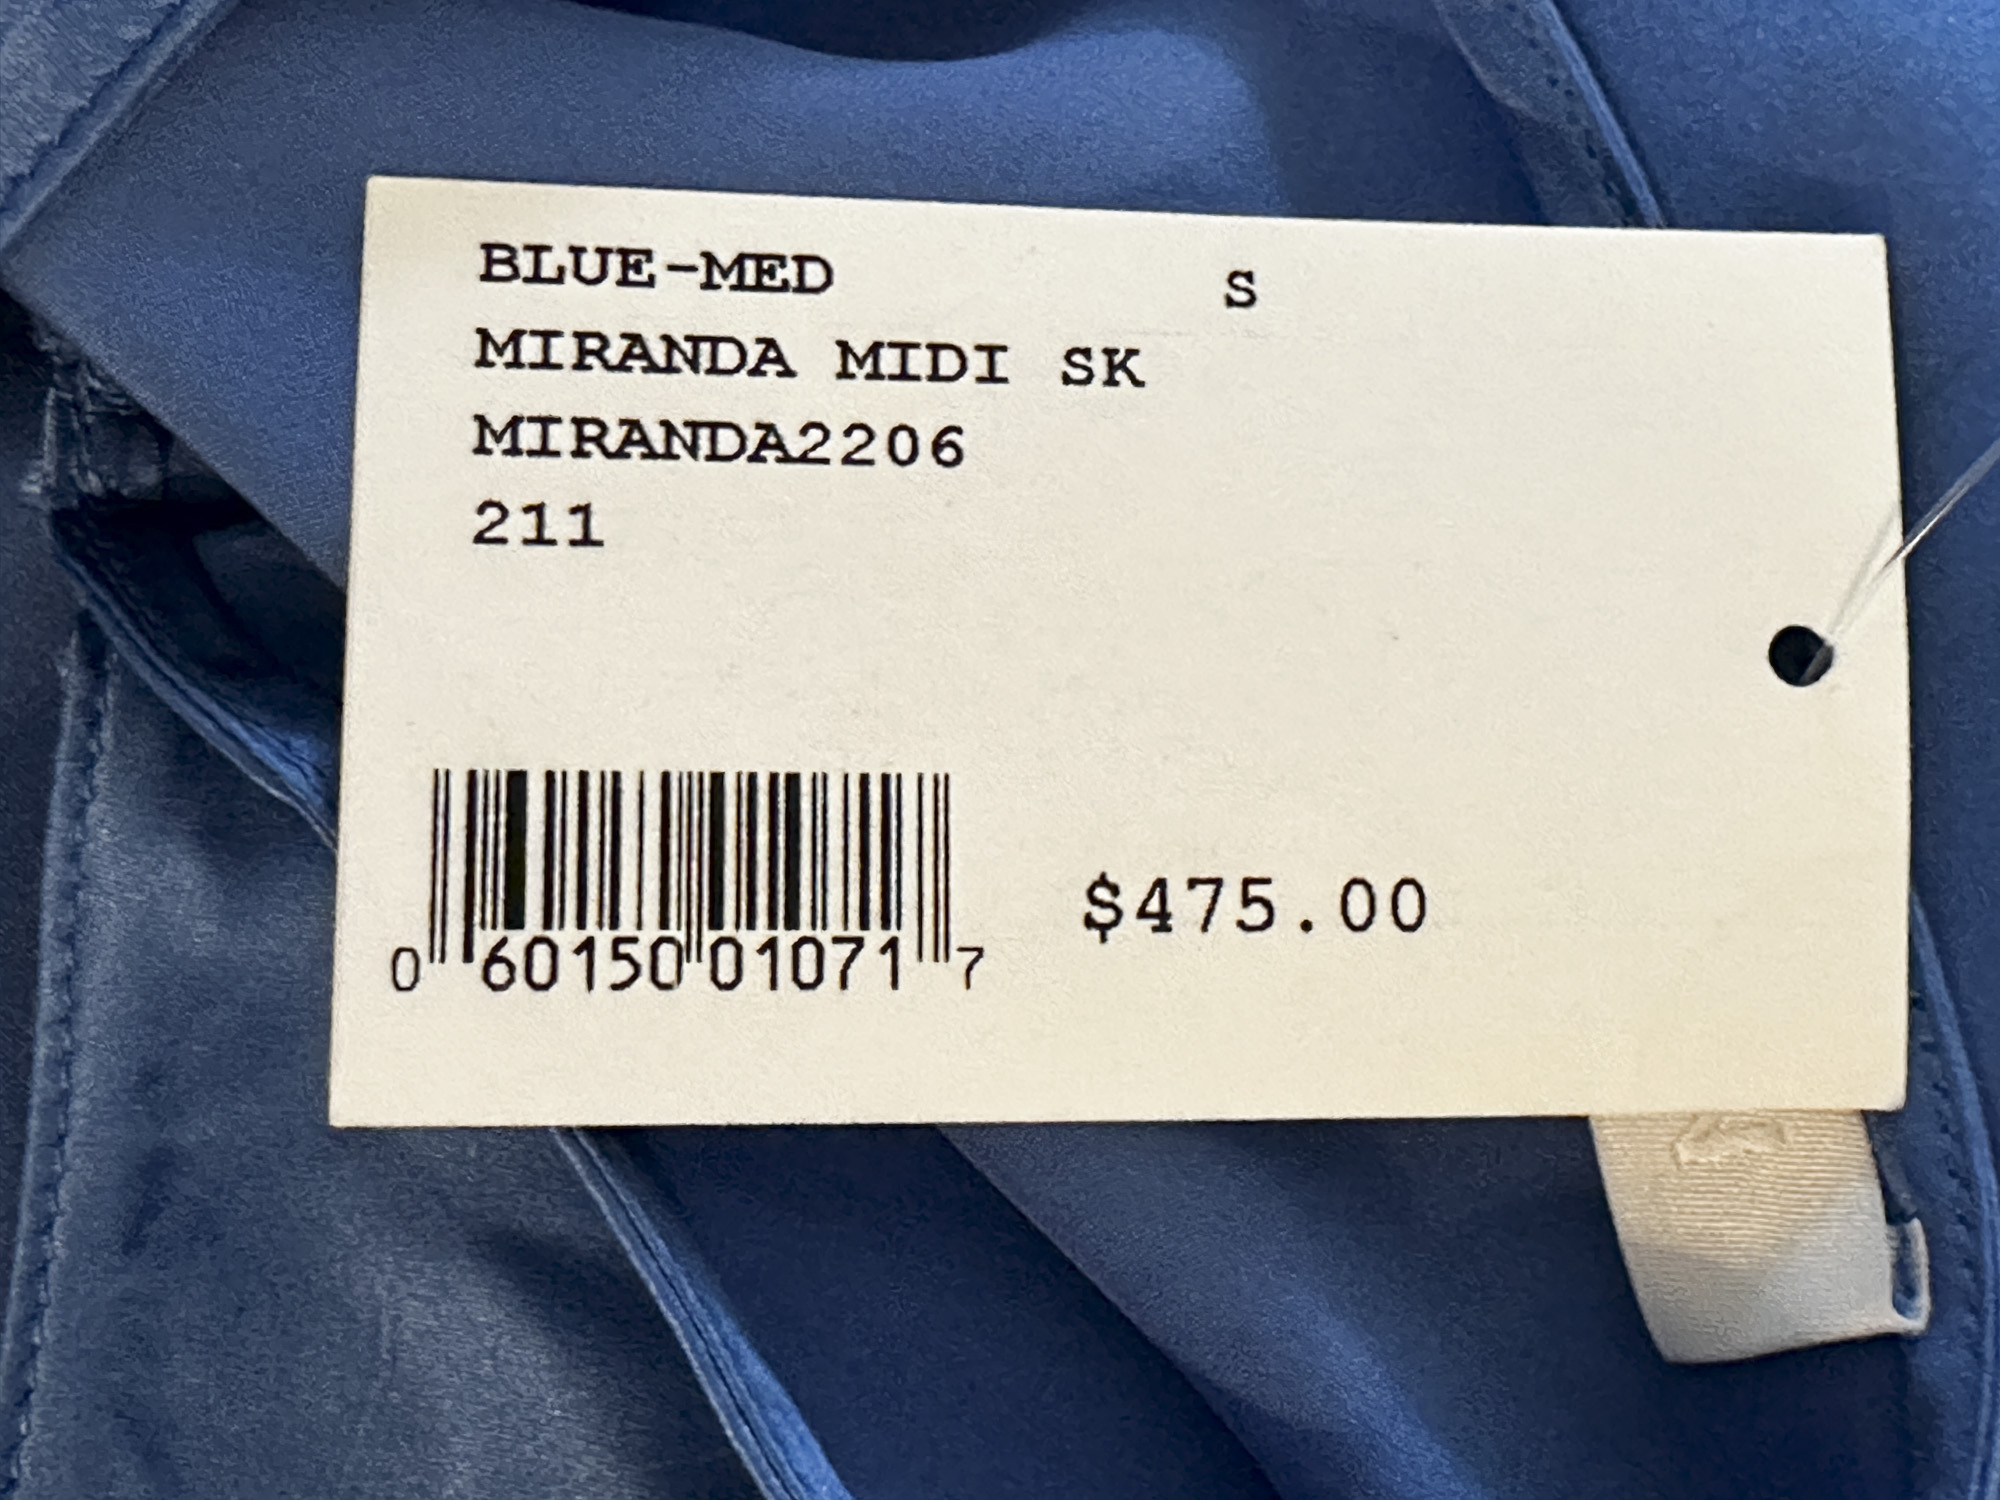 BLUE-MED S
MIRANDA MIDI SK
MIRANDA2206
211
$475.00
0 60150 01071 7